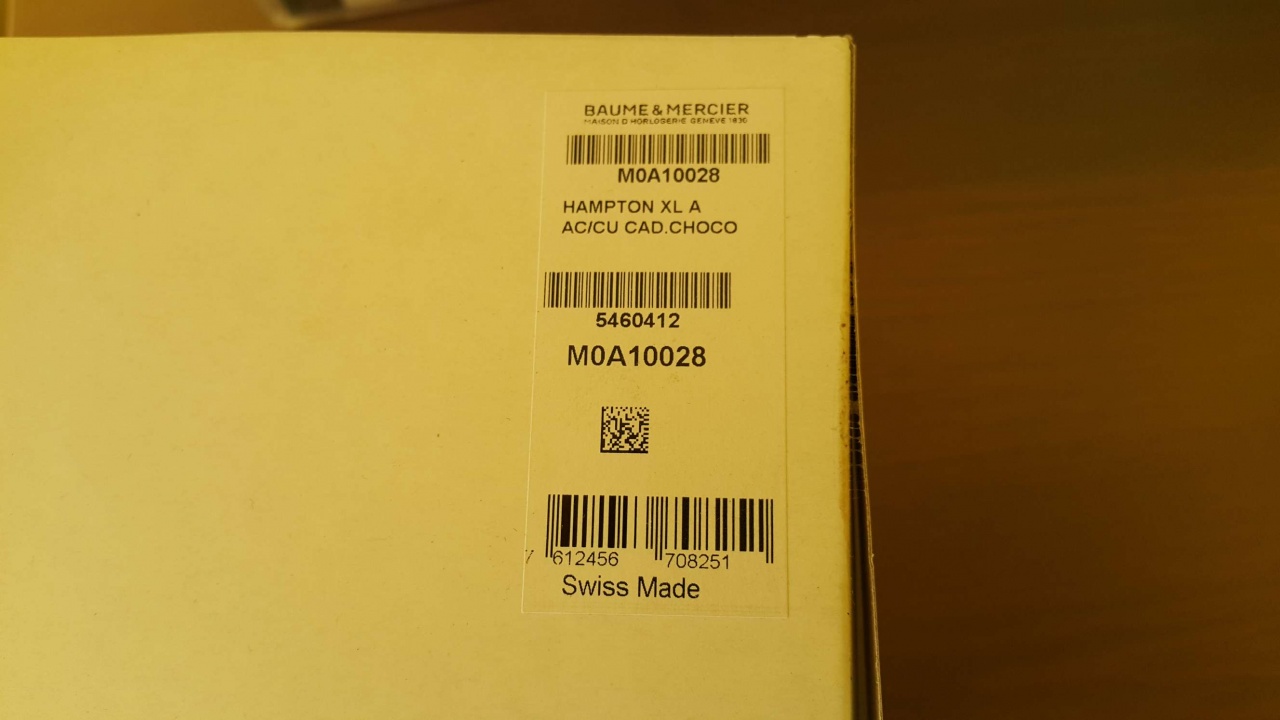 BAUME & MERCIER
MAISON D'HORLOGERIE GENEVE 1830
M0A10028
HAMPTON XL A
AC/CU CAD.CHOCO
5460412
M0A10028
7 612456 708251
Swiss Made